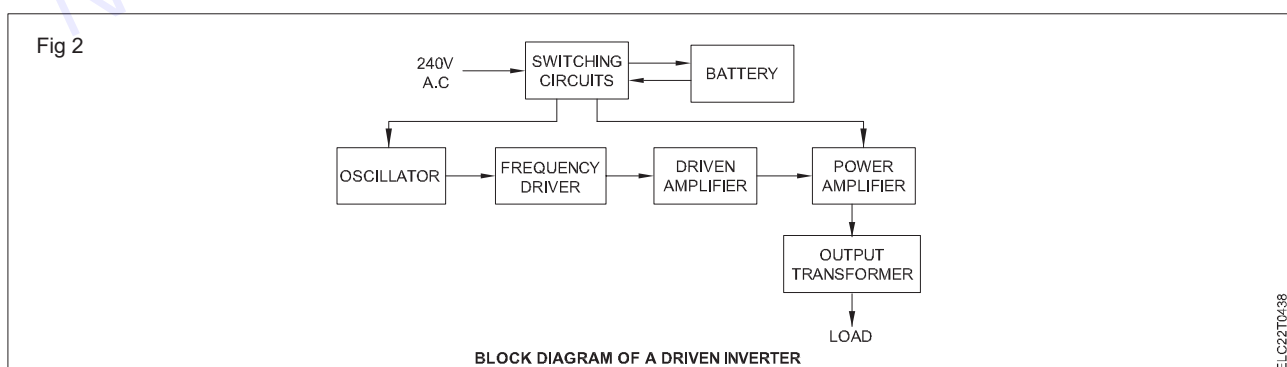 Fig 2
240V
A.C
SWITCHING
CIRCUITS
BATTERY
OSCILLATOR
FREQUENCY
DRIVER
DRIVEN
AMPLIFIER
POWER
AMPLIFIER
OUTPUT
TRANSFORMER
LOAD
BLOCK DIAGRAM OF A DRIVEN INVERTER
ELC22T0438